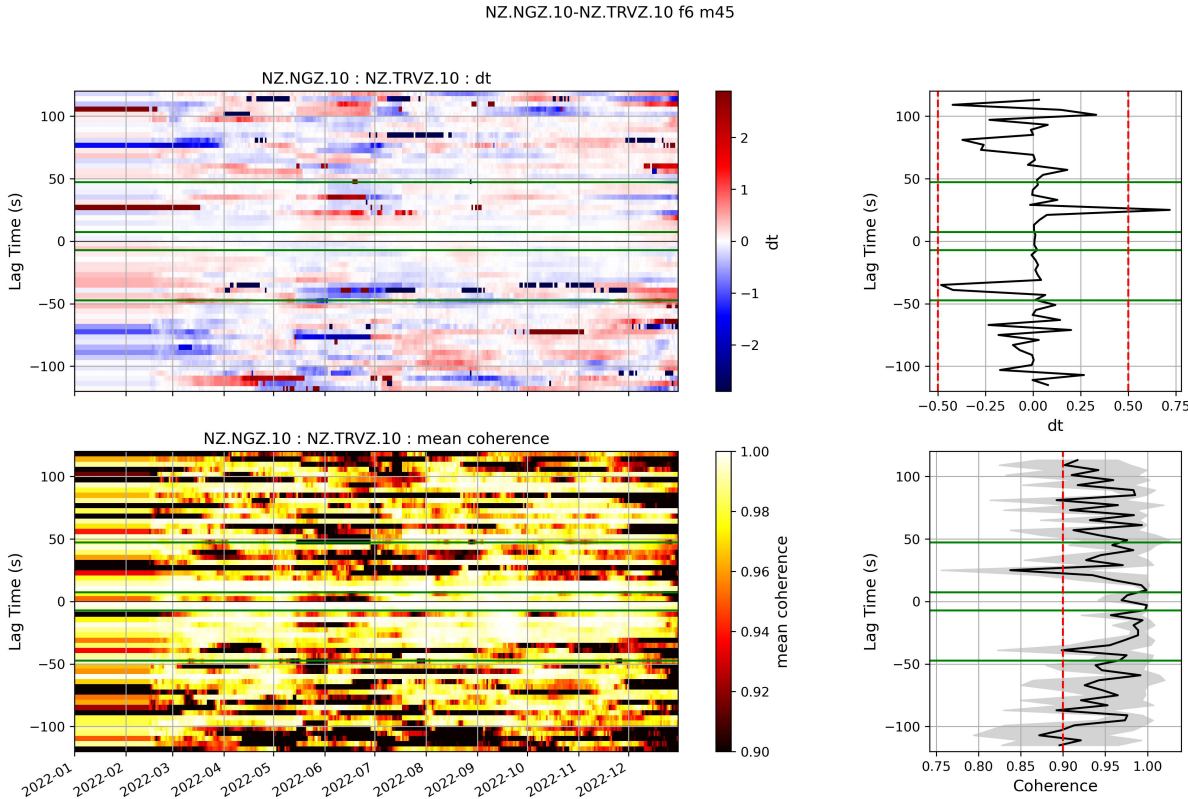 NZ.NGZ.10-NZ.TRVZ.10 f6 m45
NZ.NGZ.10 : NZ.TRVZ.10 : dt
Lag Time (s)
100
50
0
−50
−100
2
1
0
−1
−2
dt
Lag Time (s)
100
50
0
−50
−100
−0.50 −0.25 0.00 0.25 0.50 0.75
dt
NZ.NGZ.10 : NZ.TRVZ.10 : mean coherence
Lag Time (s)
100
50
0
−50
−100
2022-01 2022-02 2022-03 2022-04 2022-05 2022-06 2022-07 2022-08 2022-09 2022-10 2022-11 2022-12
1.00
0.98
0.96
0.94
0.92
0.90
mean coherence
Lag Time (s)
100
50
0
−50
−100
0.75 0.80 0.85 0.90 0.95 1.00
Coherence